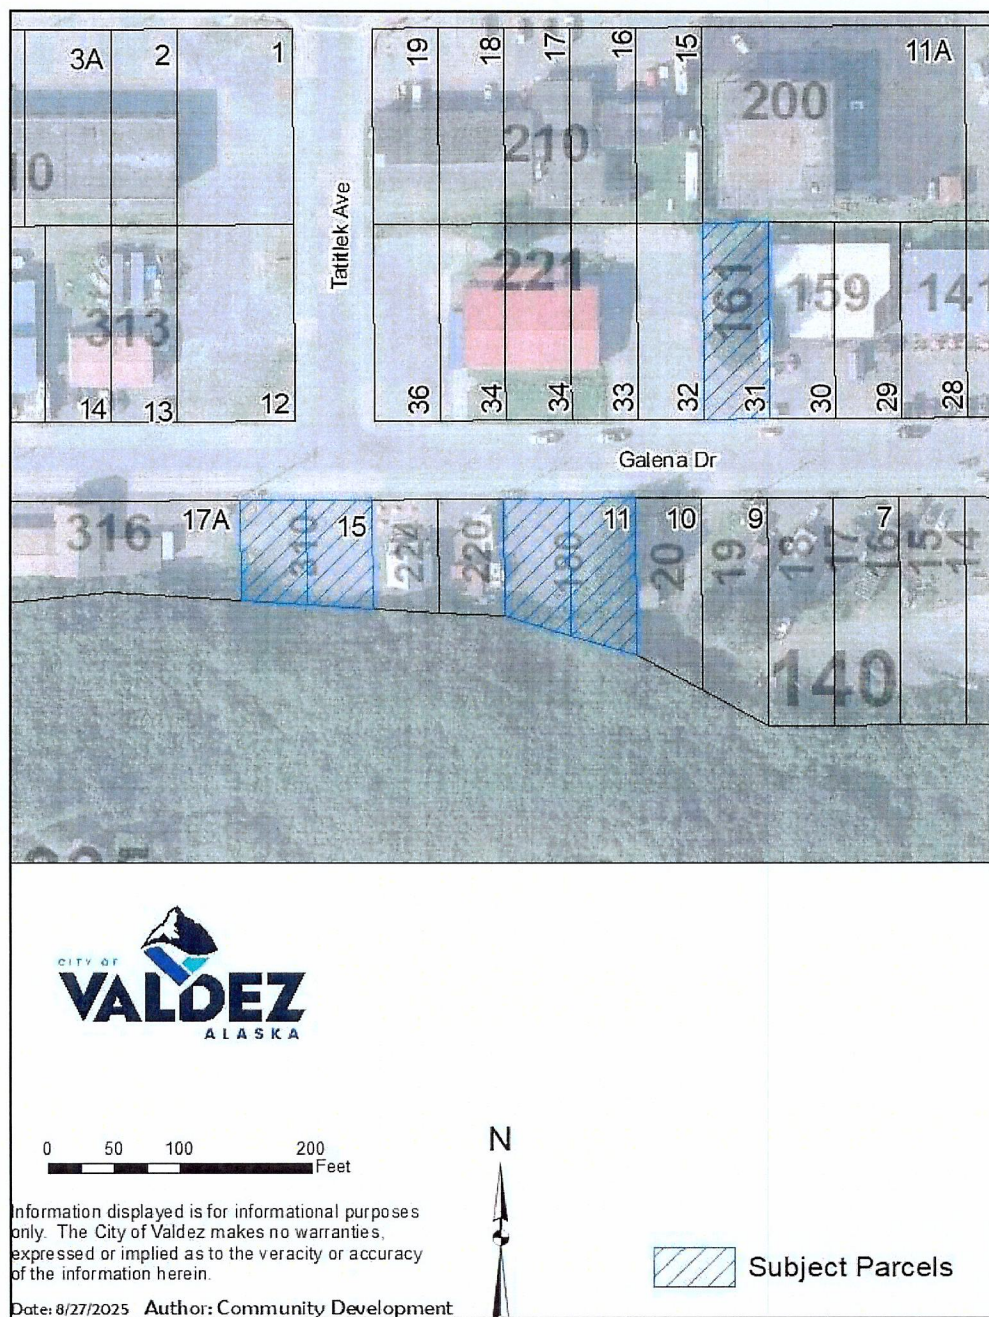 3A 2 1 19 18 17 16 15 11A
10 210 200
Tatitlek Ave
313 221 161 159 141
14 13 12 36 34 34 33 32 31 30 29 28
Galena Dr
316 17A 310 15 224 220 180 11 10 20 9 19 18 17 7 16 15 14
140
CITY OF
VALDEZ
ALASKA
0 50 100 200
Feet
N
Information displayed is for informational purposes
only. The City of Valdez makes no warranties,
expressed or implied as to the veracity or accuracy
of the information herein.
Subject Parcels
Date: 8/27/2025 Author: Community Development